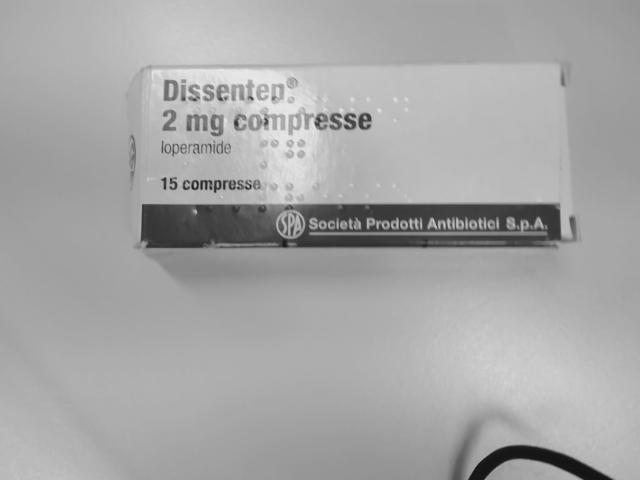 Dissenten®
2 mg compresse
loperamide
15 compresse
SPA Società Prodotti Antibiotici S.p.A.